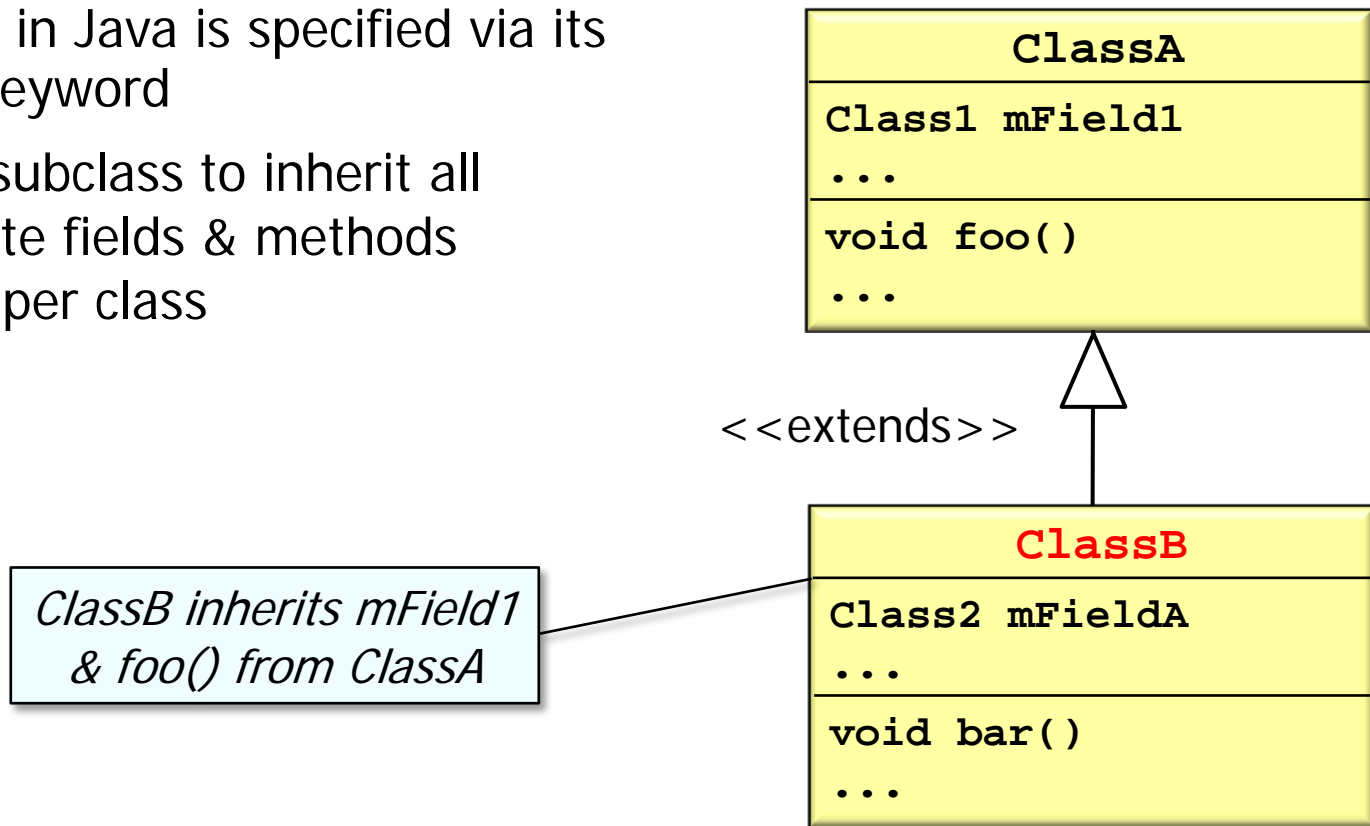 in Java is specified via its
eyword
subclass to inherit all
te fields & methods
per class
ClassA
Class1 mField1
...
void foo()
...
<<extends>>
ClassB
Class2 mFieldA
...
void bar()
...
ClassB inherits mField1
& foo() from ClassA